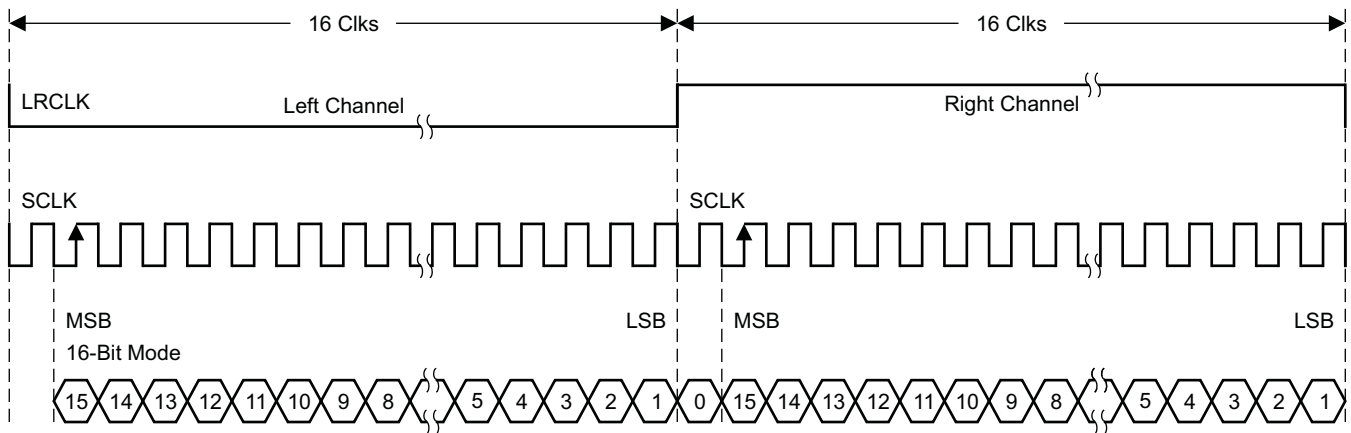 16 Clks 16 Clks
LRCLK Left Channel Right Channel
SCLK SCLK
MSB LSB MSB LSB
16-Bit Mode
15 14 13 12 11 10 9 8 5 4 3 2 1 0 15 14 13 12 11 10 9 8 5 4 3 2 1